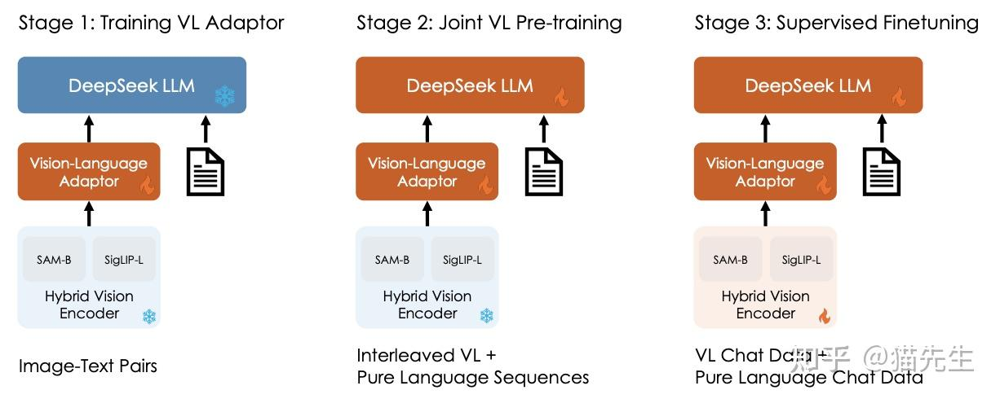 Stage 1: Training VL Adaptor
DeepSeek LLM
Vision-Language
Adaptor
SAM-B
SigLIP-L
Hybrid Vision
Encoder
Image-Text Pairs
Stage 2: Joint VL Pre-training
DeepSeek LLM
Vision-Language
Adaptor
SAM-B
SigLIP-L
Hybrid Vision
Encoder
Interleaved VL +
Pure Language Sequences
Stage 3: Supervised Finetuning
DeepSeek LLM
Vision-Language
Adaptor
SAM-B
SigLIP-L
Hybrid Vision
Encoder
VL Chat Data +
Pure Language Chat Data
知乎 @猫先生